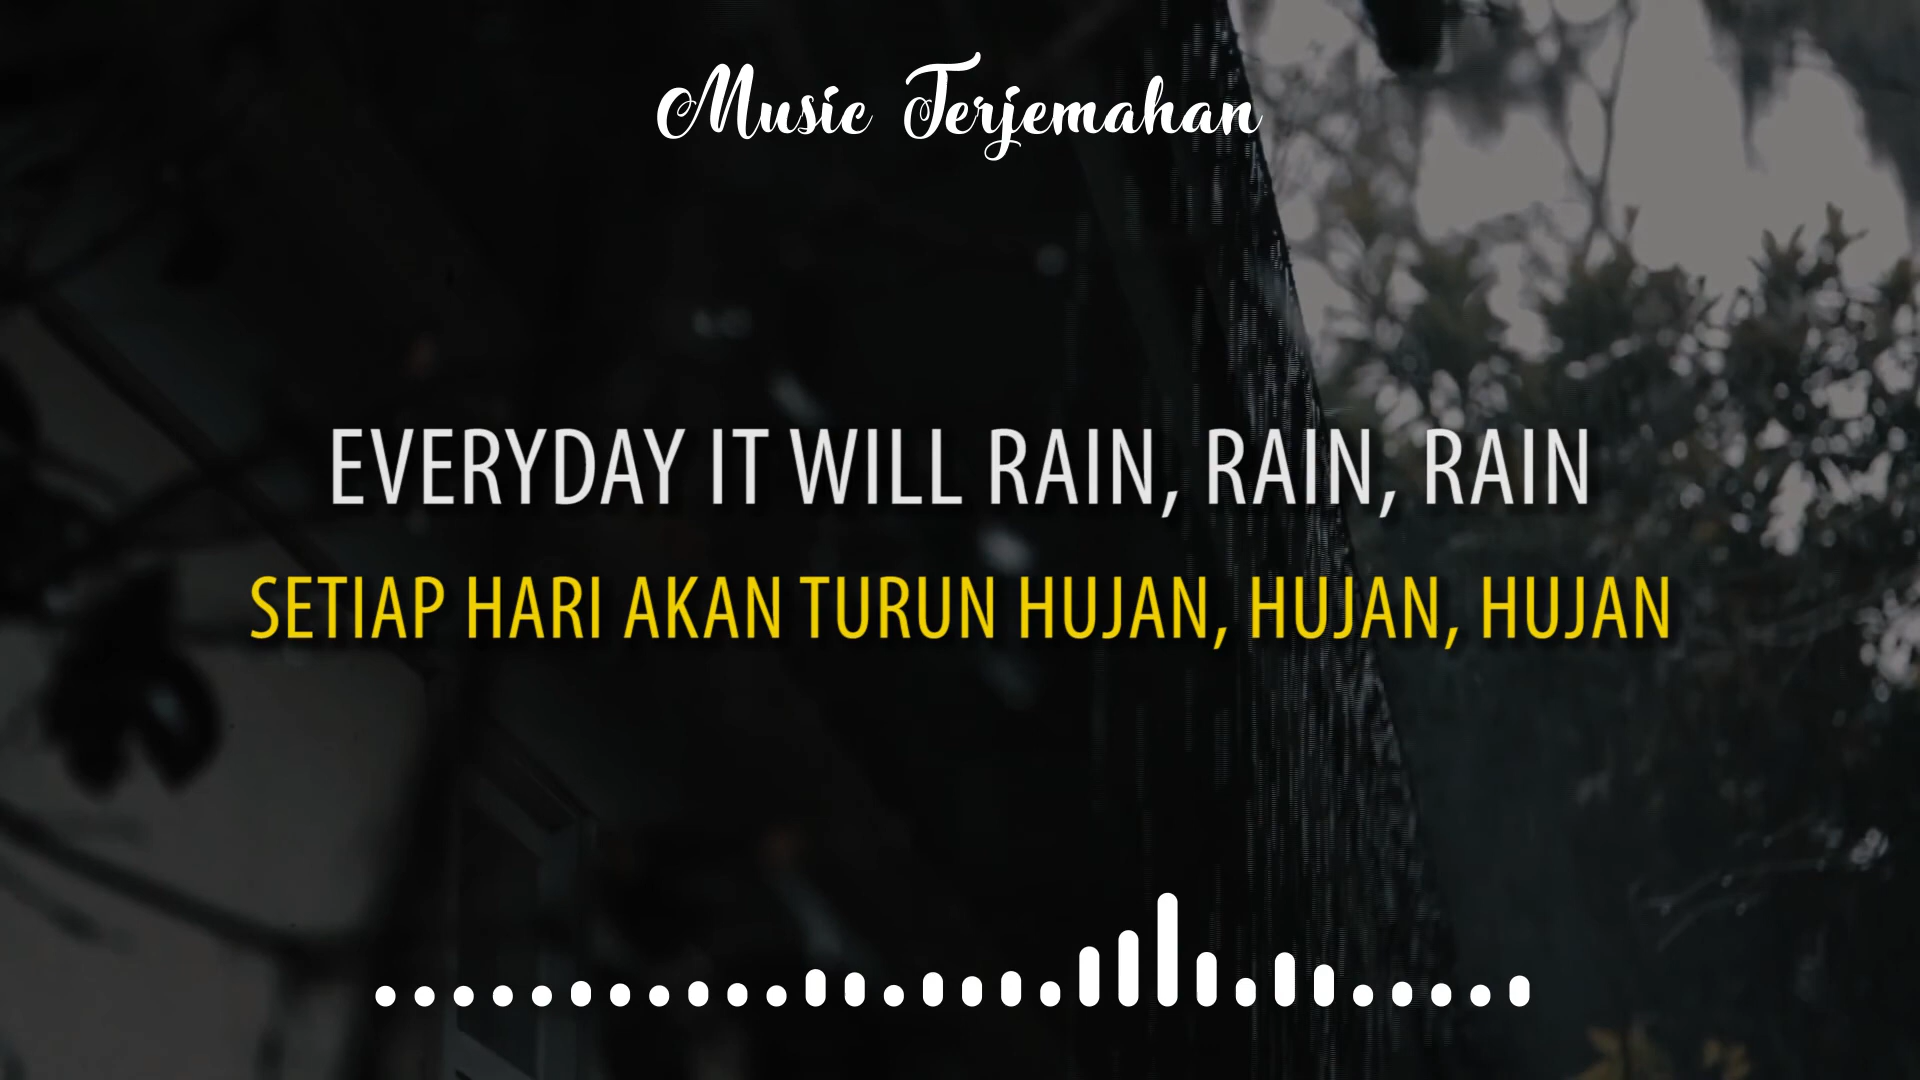 Music Terjemahan
EVERYDAY IT WILL RAIN, RAIN, RAIN
SETIAP HARI AKAN TURUN HUJAN, HUJAN, HUJAN